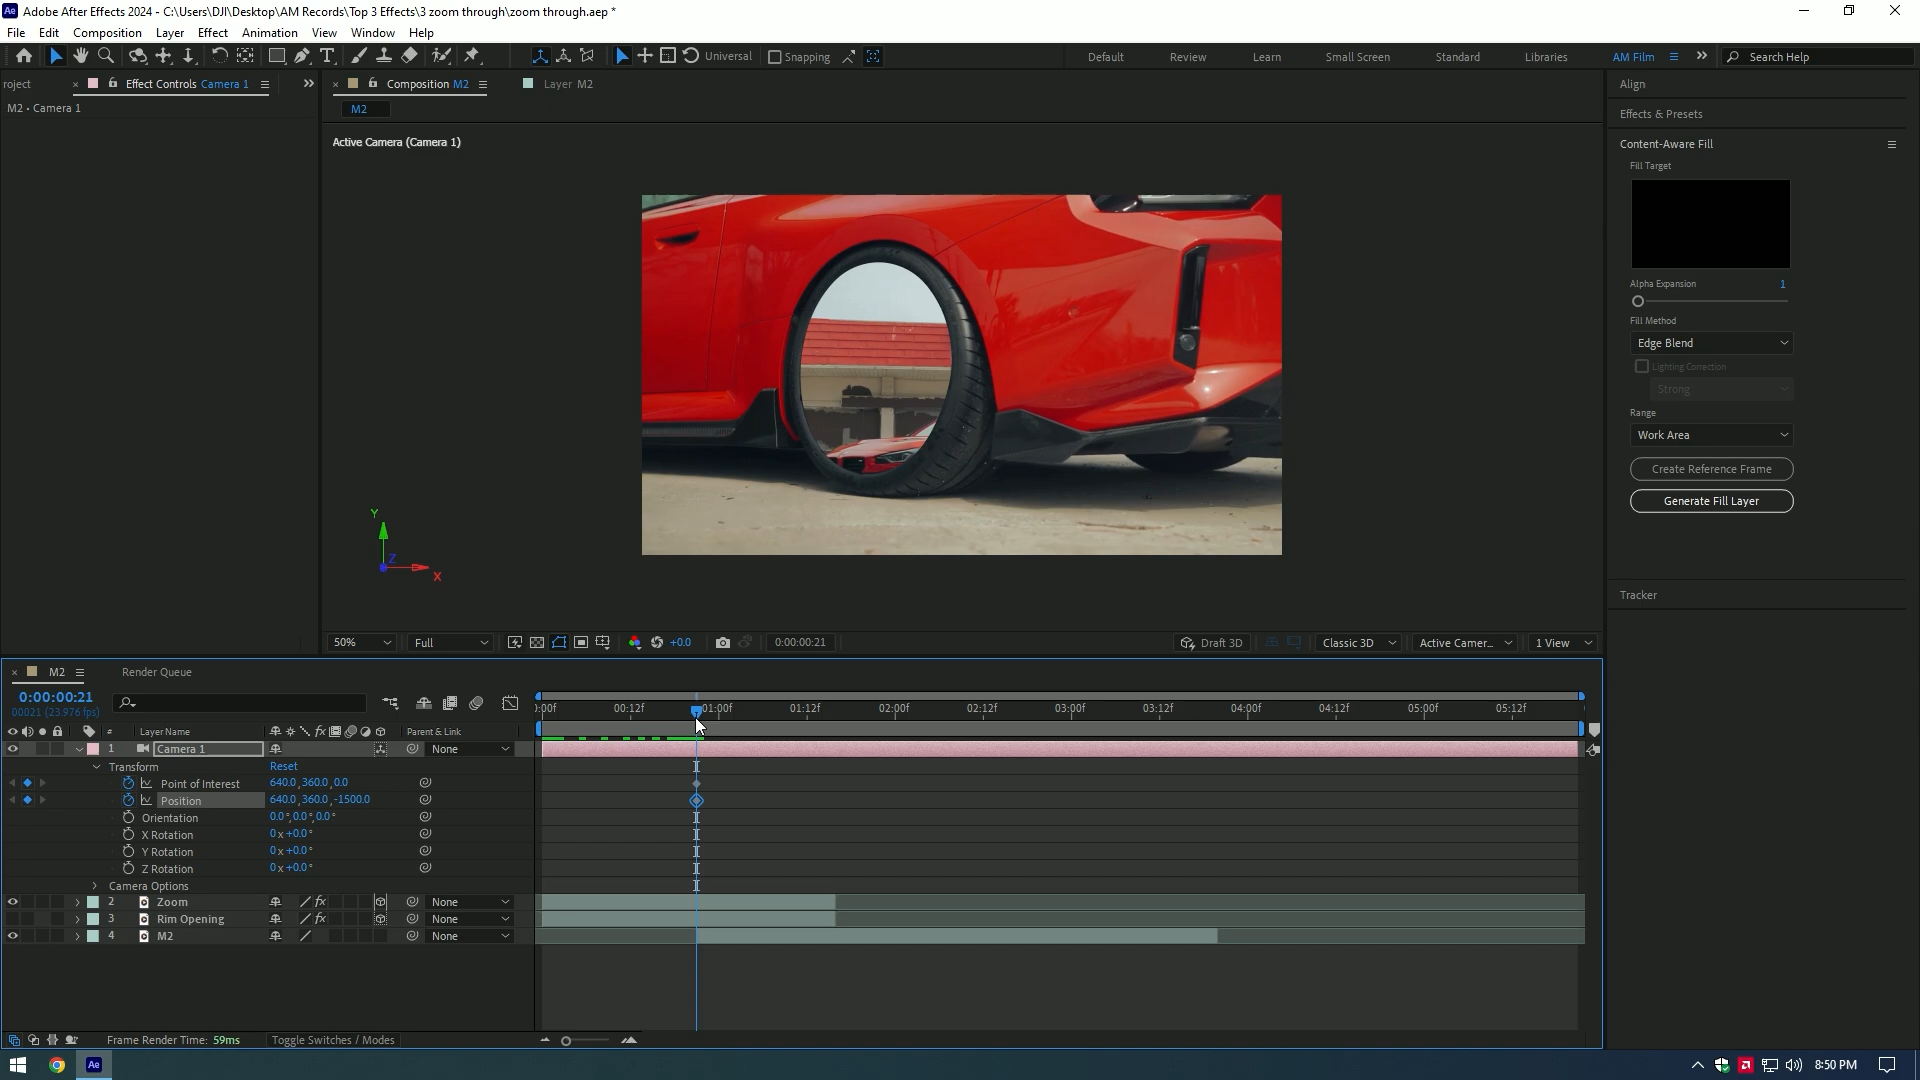 Adobe After Effects 2024 - C:\Users\DJI\Desktop\AM Records\Top 3 Effects\3 zoom through\zoom through.aep *
File Edit Composition Layer Effect Animation View Window Help
Universal Snapping Default Review Learn Small Screen Standard Libraries AM Film Search Help
roject Effect Controls Camera 1 Composition M2 Layer M2 Align
M2 • Camera 1 M2
Effects & Presets
Active Camera (Camera 1)
Content-Aware Fill
Fill Target
Alpha Expansion 1
Fill Method
Edge Blend
Lighting Correction
Strong
Range
Work Area
Create Reference Frame
Generate Fill Layer
Y
Z
X
Tracker
50% Full +0.0 0:00:00:21 Draft 3D Classic 3D Active Camer... 1 View
M2 Render Queue
0:00:00:21
00021 (23.976 fps)
):00f 00:12f 01:00f 01:12f 02:00f 02:12f 03:00f 03:12f 04:00f 04:12f 05:00f 05:12f
# Layer Name Parent & Link
1 Camera 1 None
Transform Reset
Point of Interest 640.0,360.0,0.0
Position 640.0,360.0,-1500.0
Orientation 0.0°,0.0°,0.0°
X Rotation 0x+0.0°
Y Rotation 0x+0.0°
Z Rotation 0x+0.0°
Camera Options
2 Zoom None
3 Rim Opening None
4 M2 None
Frame Render Time: 59ms Toggle Switches / Modes
Ae 8:50 PM